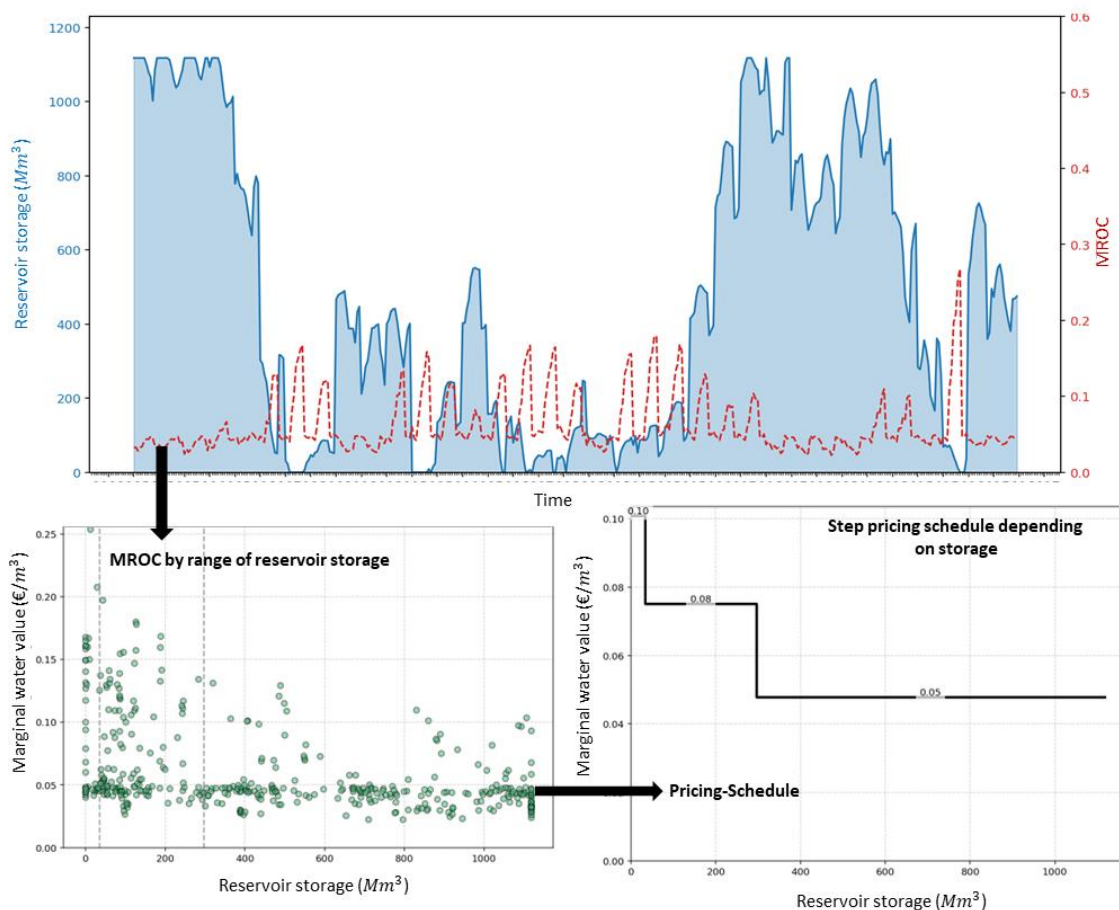 1200
1000
800
600
400
200
0
Reservoir storage (Mm³)
0.6
0.5
0.4
0.3
0.2
0.1
0.0
MROC
Time
MROC by range of reservoir storage
0.25
0.20
0.15
0.10
0.05
0.00
Marginal water value (€/m³)
0 200 400 600 800 1000
Reservoir storage (Mm³)
Step pricing schedule depending
on storage
0.10
0.08
0.05
0.10
0.08
0.06
0.04
0.00
Marginal water value (€/m³)
Pricing-Schedule
0 200 400 600 800 1000
Reservoir storage (Mm³)